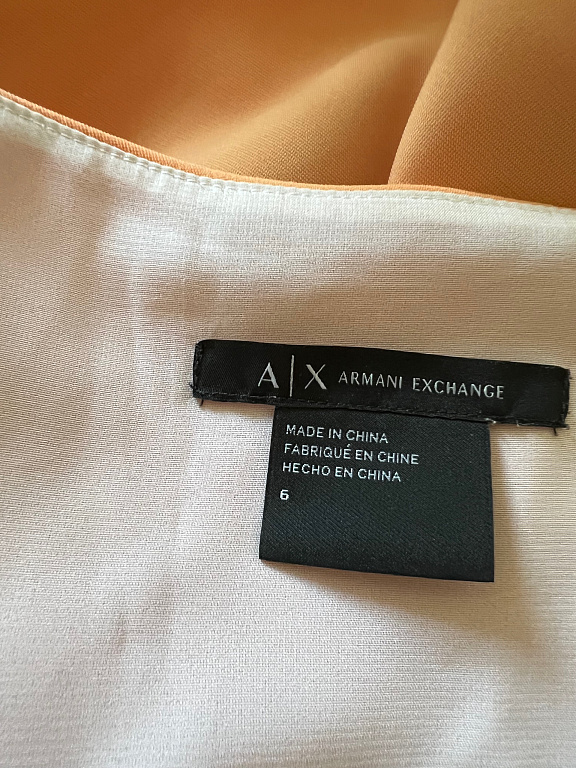 A|X ARMANI EXCHANGE
MADE IN CHINA
FABRIQUÉ EN CHINE
HECHO EN CHINA
6